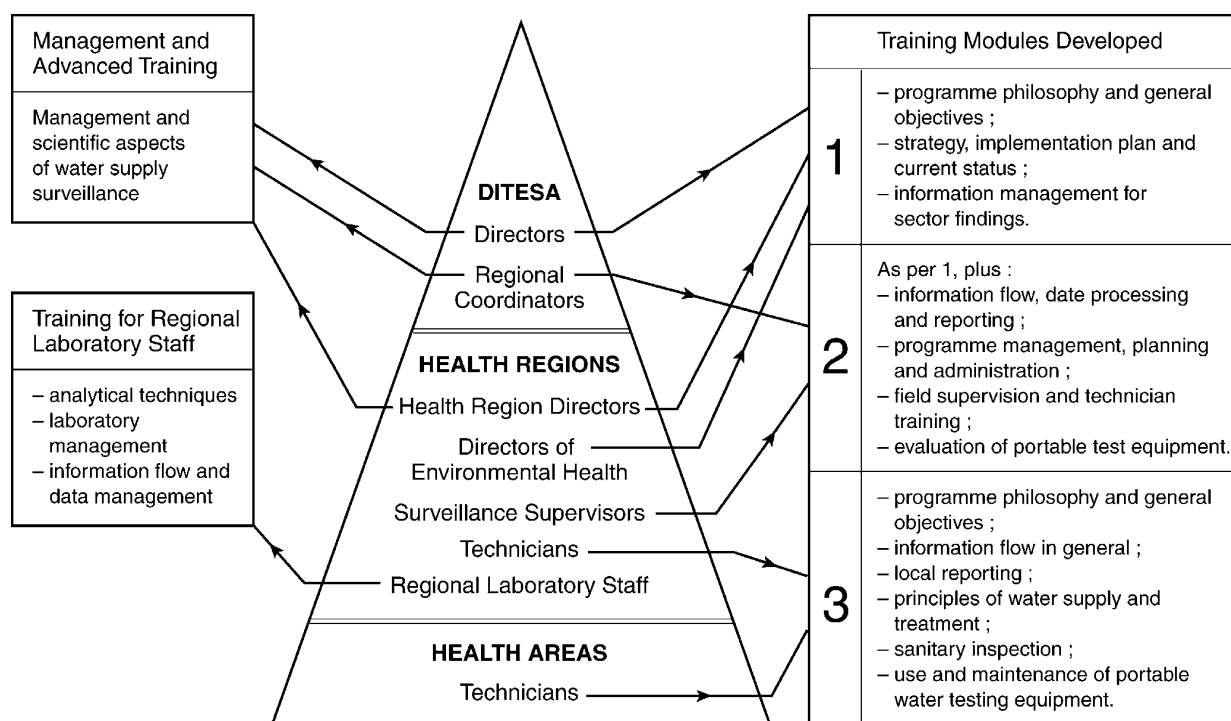 Management and
Advanced Training
Management and
scientific aspects
of water supply
surveillance
Training for Regional
Laboratory Staff
– analytical techniques
– laboratory
management
– information flow and
data management
DITESA
Directors
Regional
Coordinators
HEALTH REGIONS
Health Region Directors
Directors of
Environmental Health
Surveillance Supervisors
Technicians
Regional Laboratory Staff
HEALTH AREAS
Technicians
Training Modules Developed
1
– programme philosophy and general
objectives ;
– strategy, implementation plan and
current status ;
– information management for
sector findings.
2
As per 1, plus :
– information flow, date processing
and reporting ;
– programme management, planning
and administration ;
– field supervision and technician
training ;
– evaluation of portable test equipment.
3
– programme philosophy and general
objectives ;
– information flow in general ;
– local reporting ;
– principles of water supply and
treatment ;
– sanitary inspection ;
– use and maintenance of portable
water testing equipment.